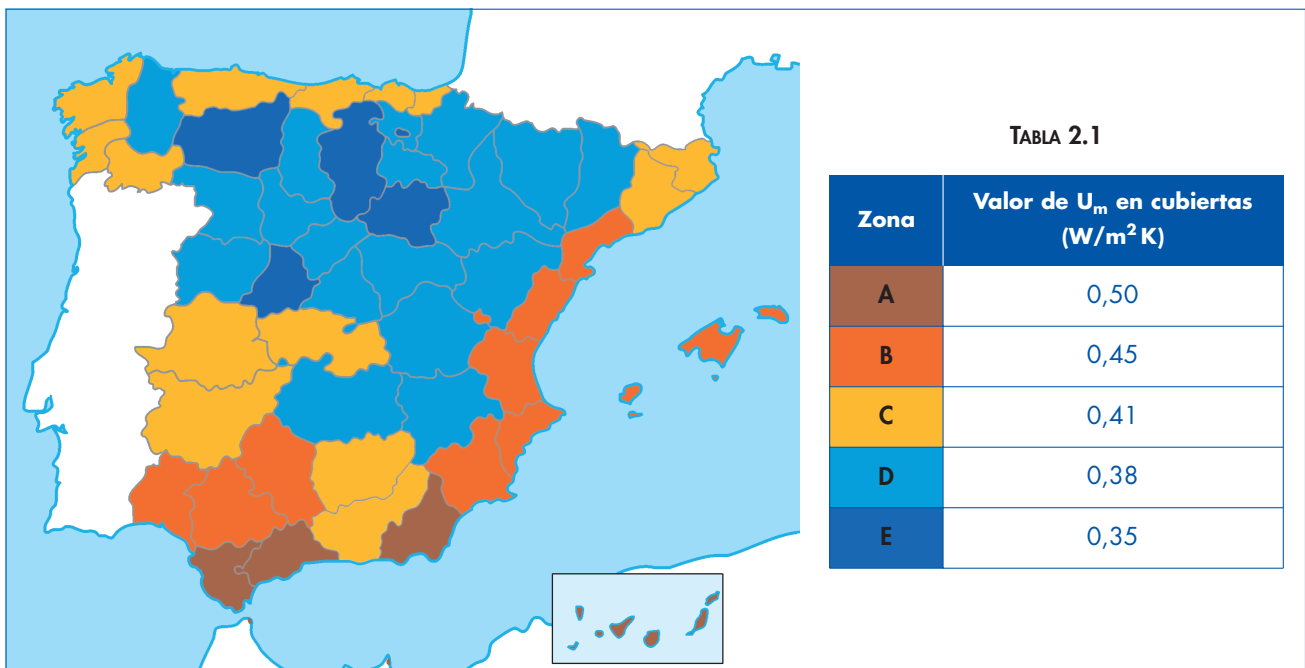 TABLA 2.1
Zona
Valor de Um en cubiertas
(W/m² K)
A
0,50
B
0,45
C
0,41
D
0,38
E
0,35